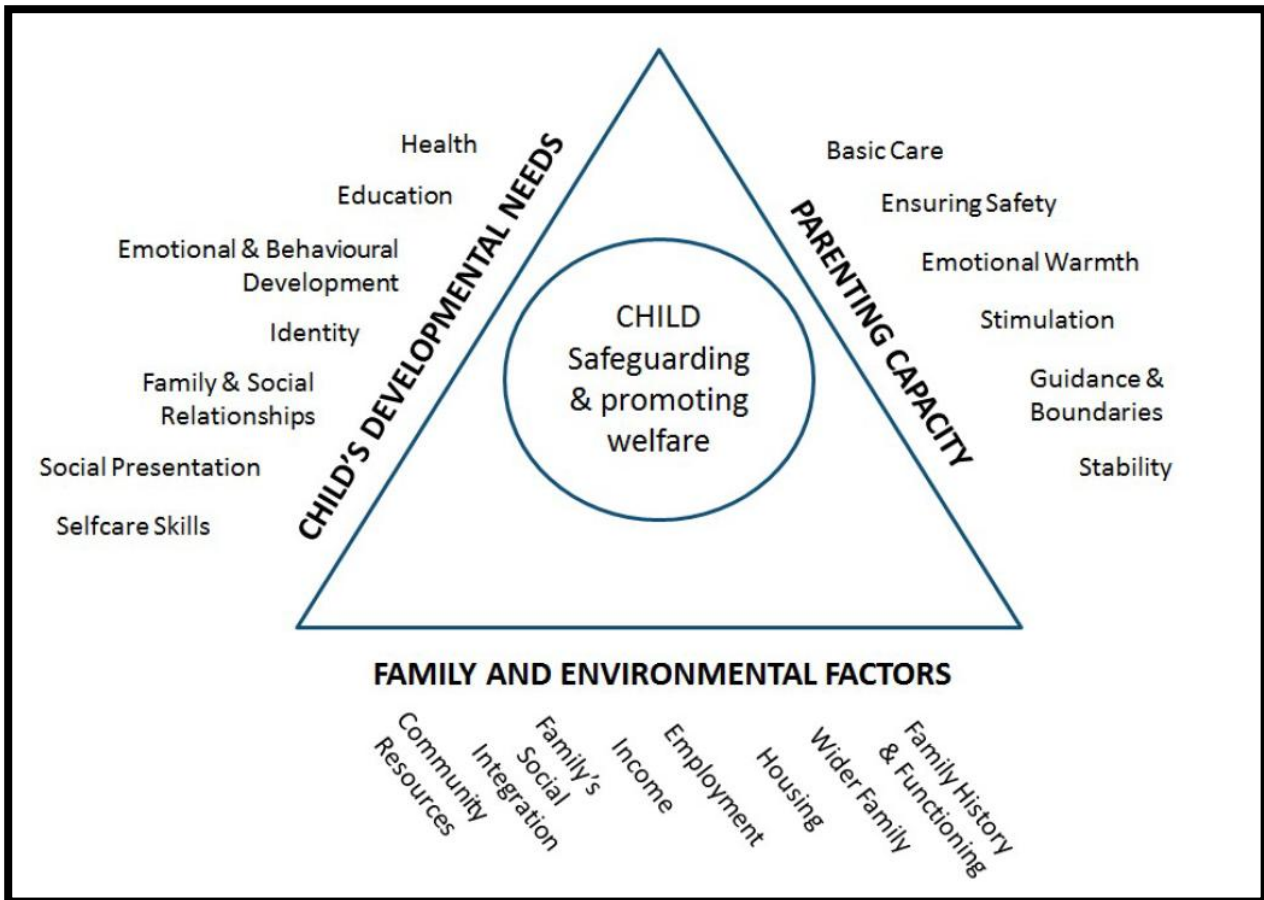 Health
Education
Emotional & Behavioural
Development
Identity
Family & Social
Relationships
Social Presentation
Selfcare Skills
CHILD'S DEVELOPMENTAL NEEDS
CHILD
Safeguarding
& promoting
welfare
PARENTING CAPACITY
Basic Care
Ensuring Safety
Emotional Warmth
Stimulation
Guidance &
Boundaries
Stability
FAMILY AND ENVIRONMENTAL FACTORS
Community
Resources
Family's
Social
Integration
Income
Employment
Housing
Wider Family
Family History
& Functioning